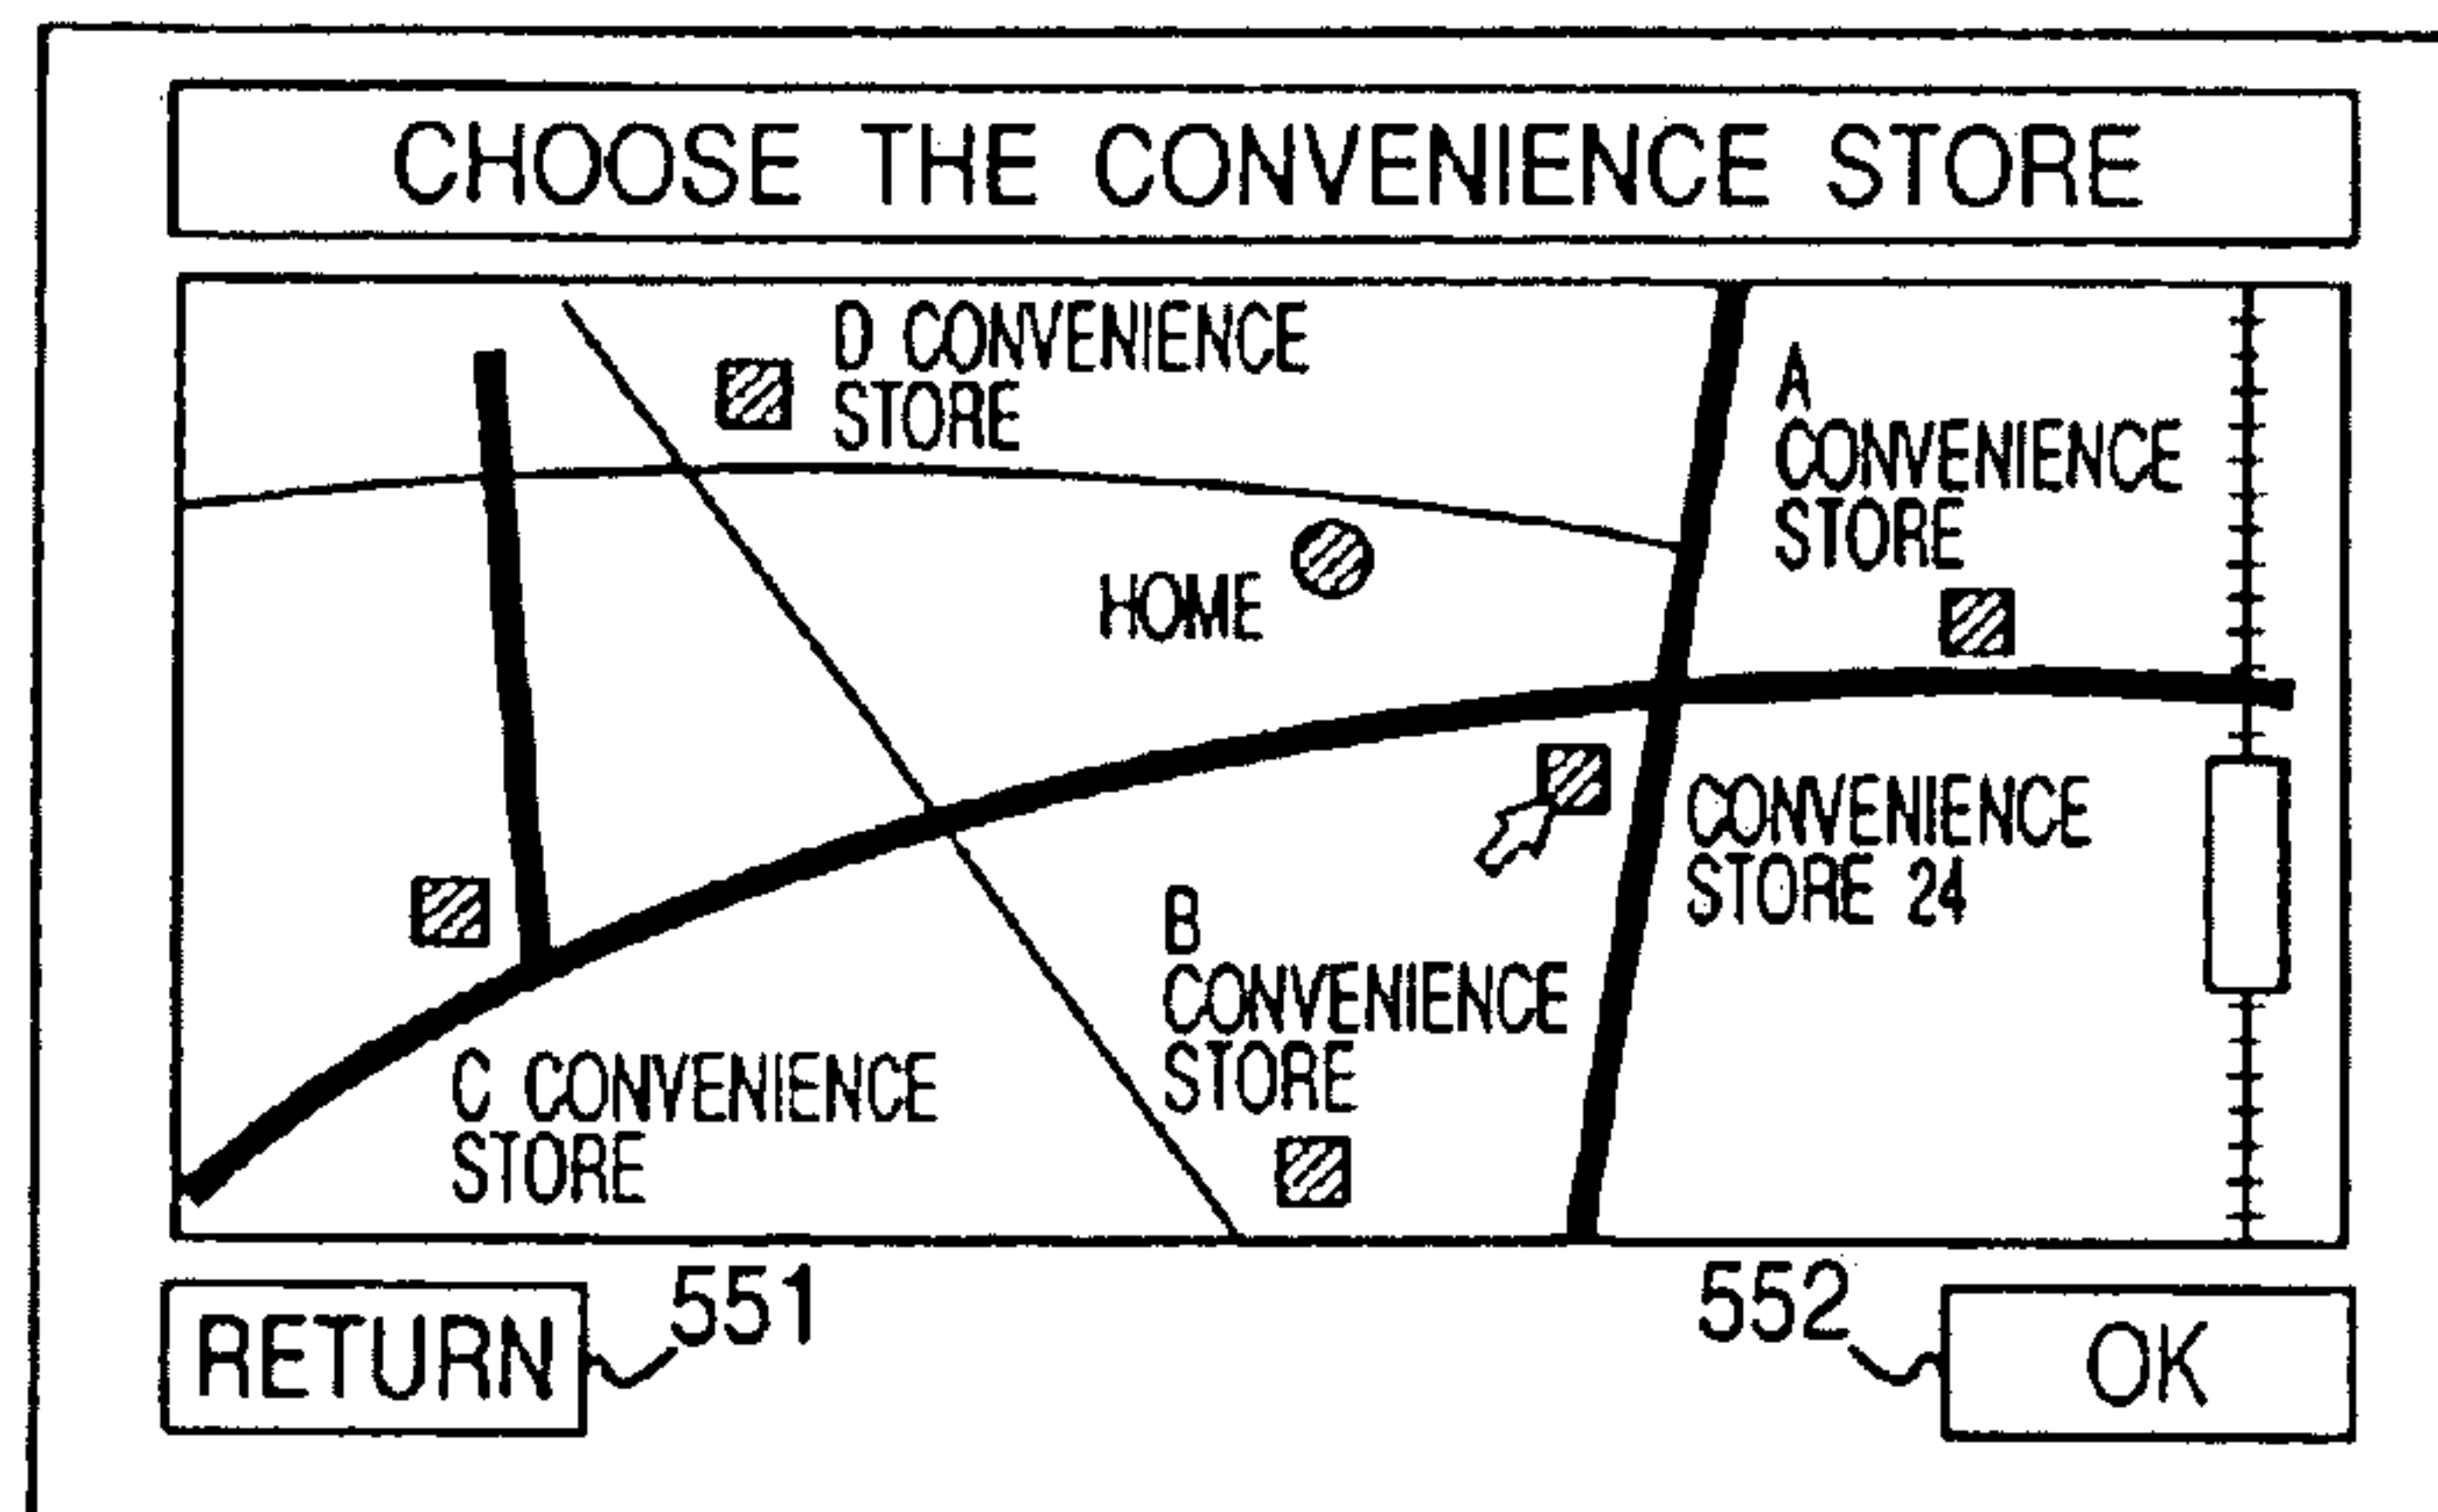 CHOOSE THE CONVENIENCE STORE
D CONVENIENCE
STORE
A
CONVENIENCE
STORE
HOME
CONVENIENCE
STORE 24
B
CONVENIENCE
STORE
C CONVENIENCE
STORE
RETURN
551
552
OK